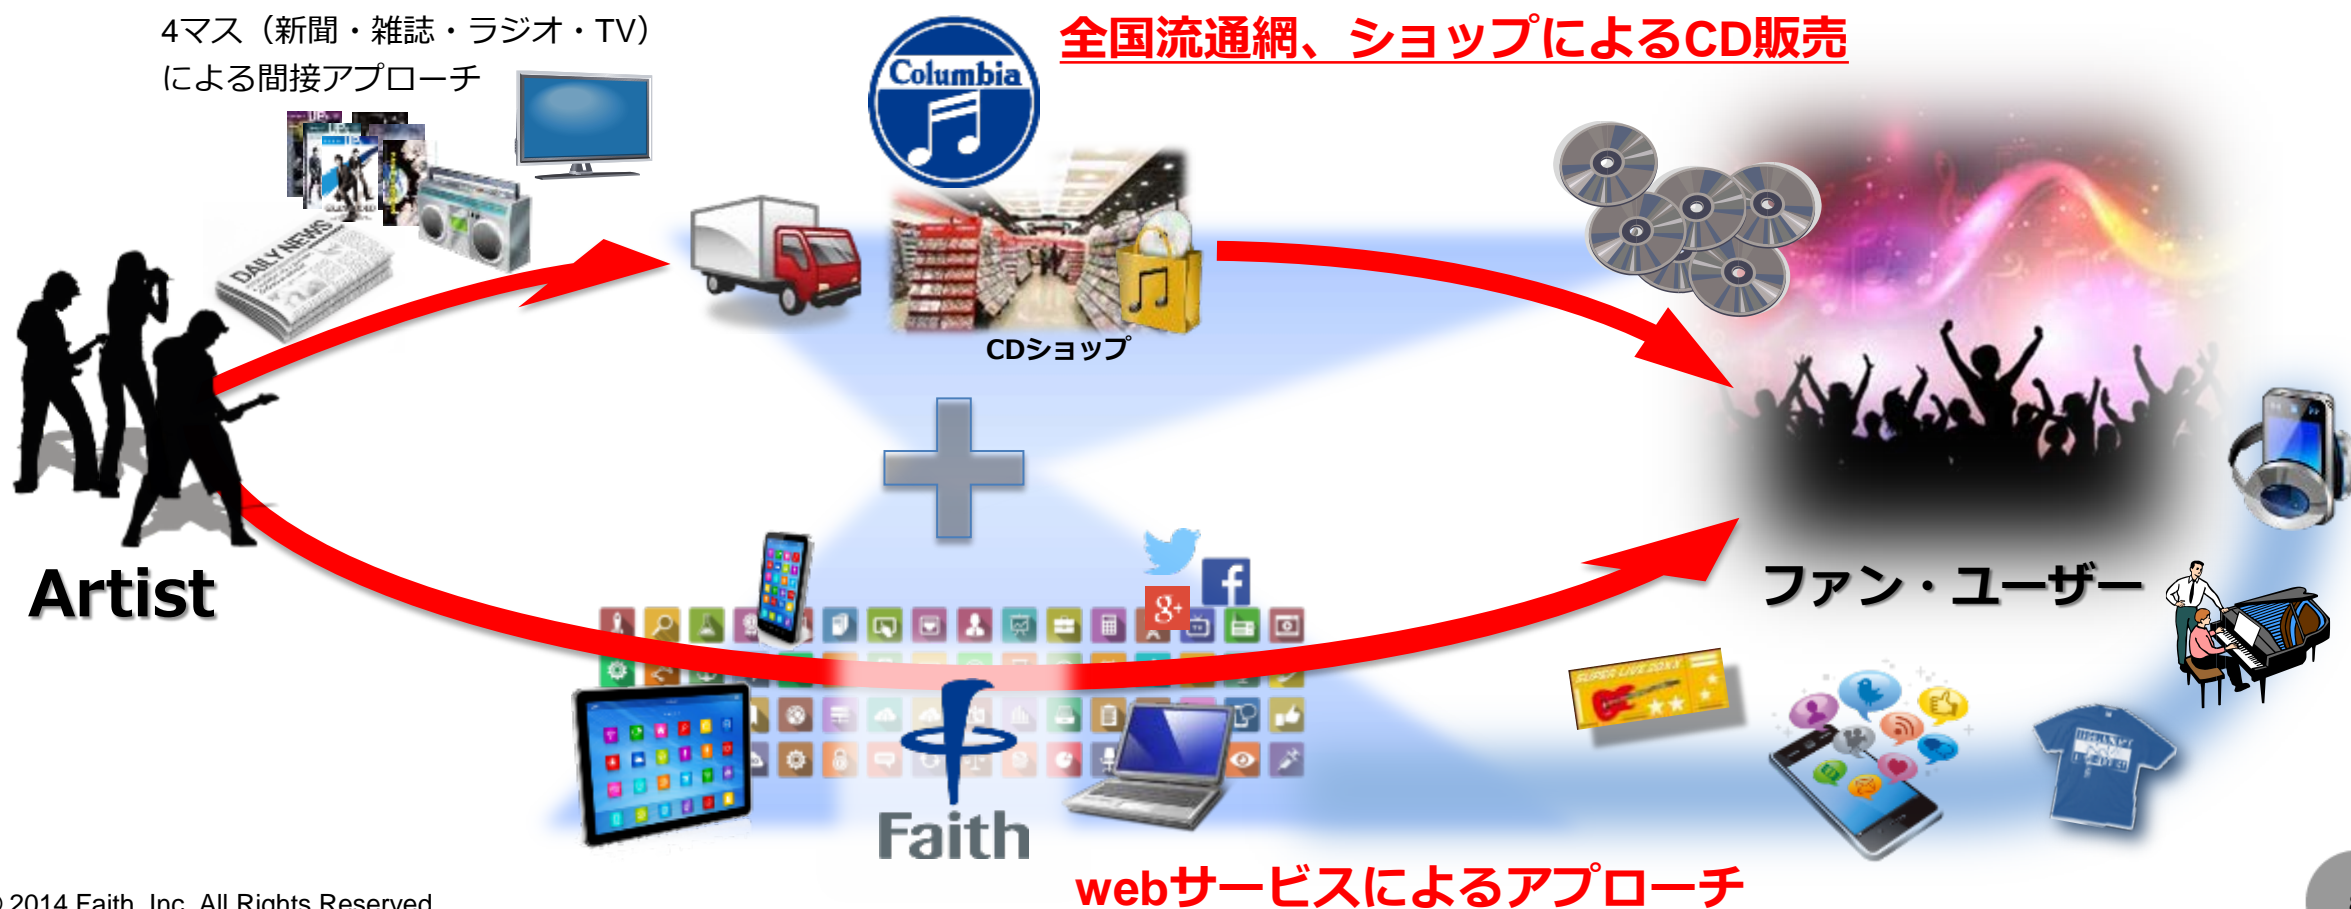 4マス（新聞・雑誌・ラジオ・TV）
による間接アプローチ
全国流通網、ショップによるCD販売
Columbia
DAILY NEWS
CDショップ
Artist
ファン・ユーザー
SUPER LIVE
Faith
webサービスによるアプローチ
2014 Faith, Inc. All Rights Reserved